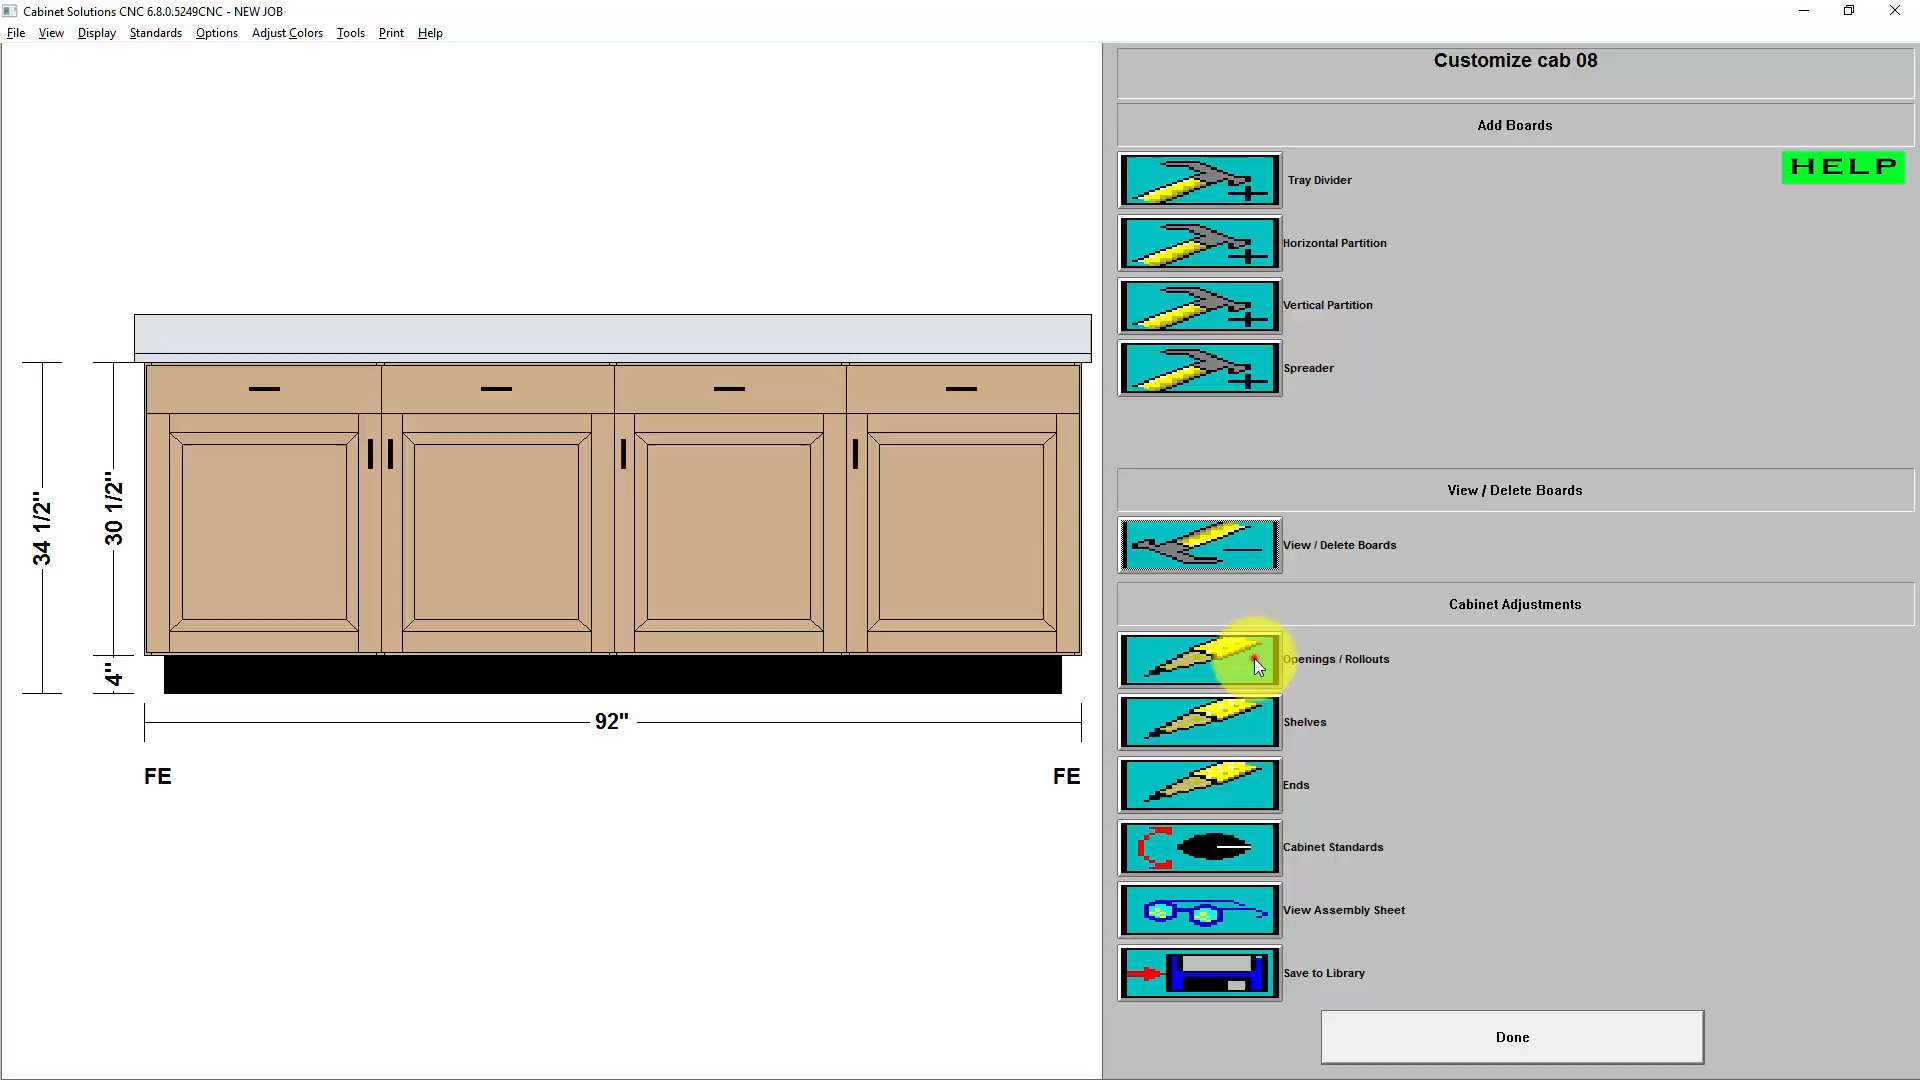 Cabinet Solutions CNC 6.8.0.5249CNC - NEW JOB
File View Display Standards Options Adjust Colors Tools Print Help
Customize cab 08
Add Boards
HELP
Tray Divider
Horizontal Partition
Vertical Partition
Spreader
View / Delete Boards
View / Delete Boards
Cabinet Adjustments
Openings / Rollouts
Shelves
Ends
Cabinet Standards
View Assembly Sheet
Save to Library
Done
34 1/2"
30 1/2"
4"
92"
FE
FE